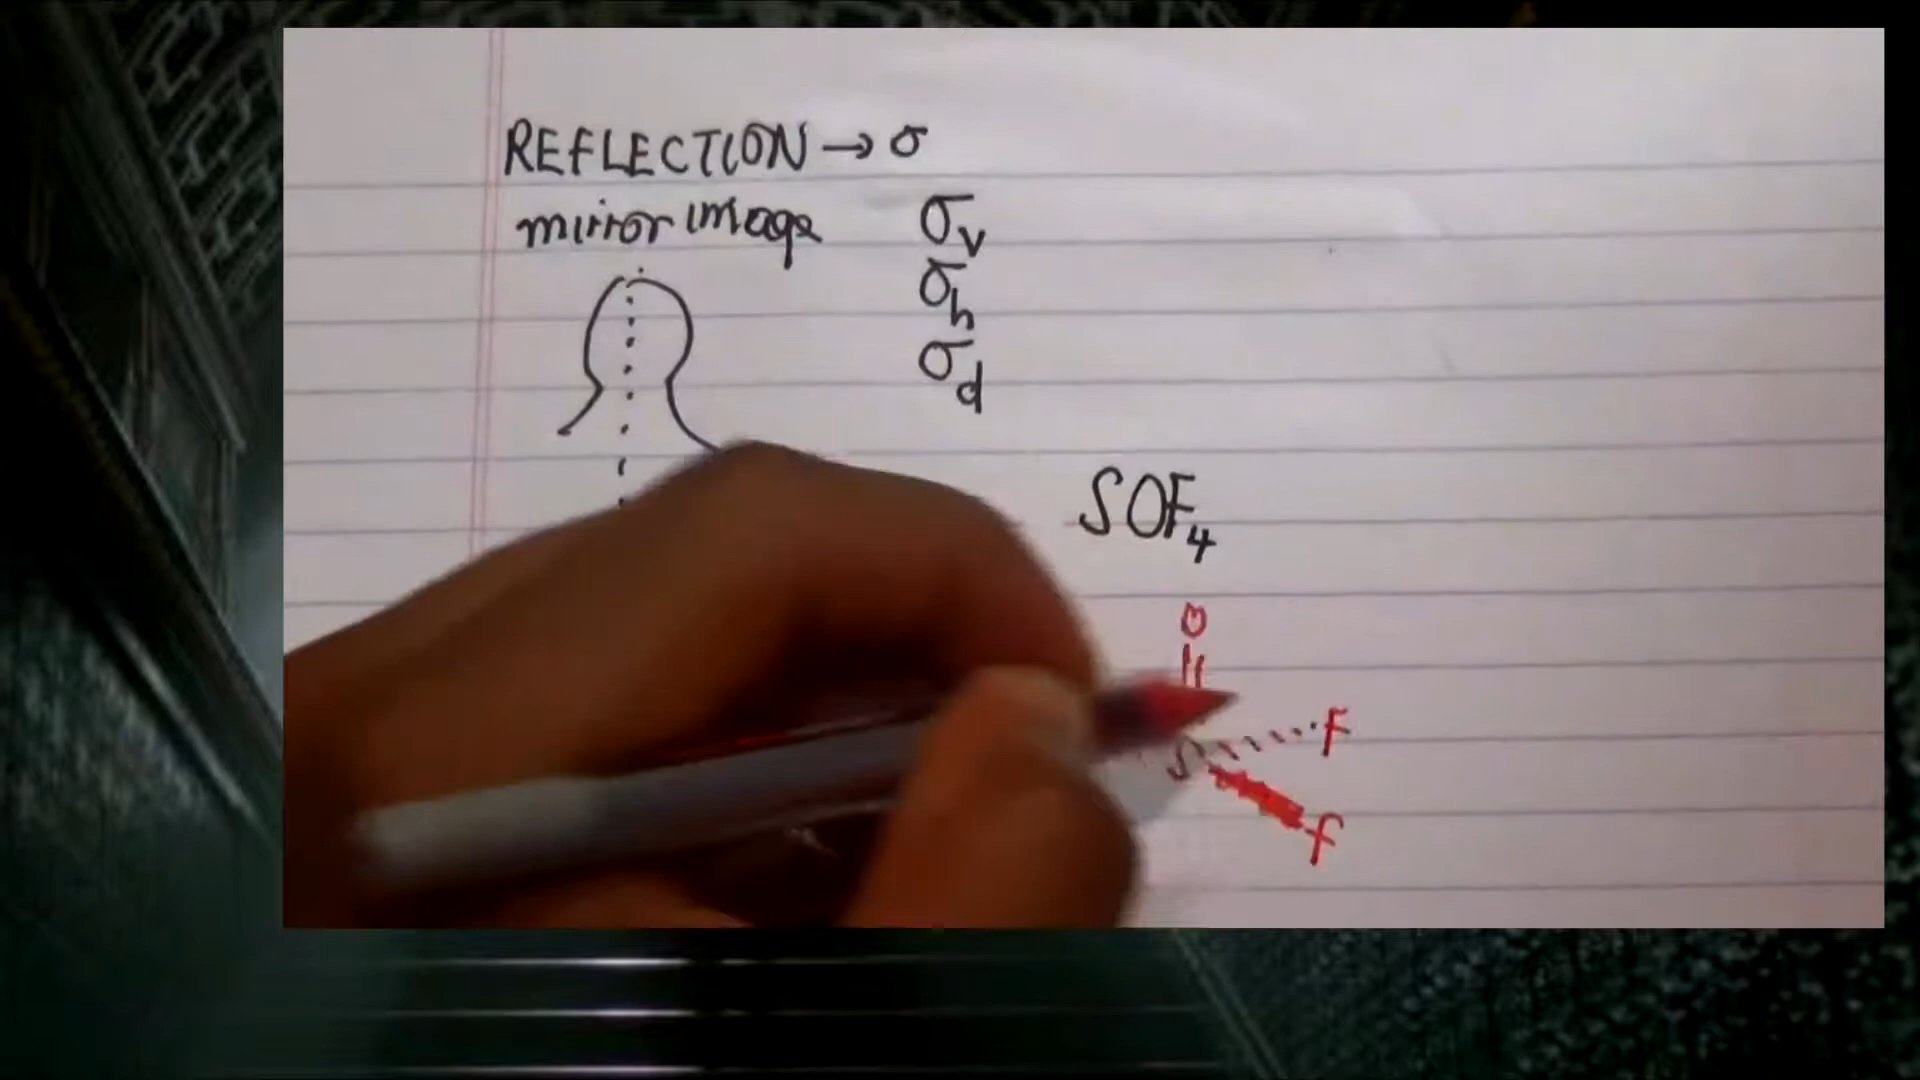 REFLECTION → σ
mirror image
σv
σh
σd
SOF₄
O
F
S
F